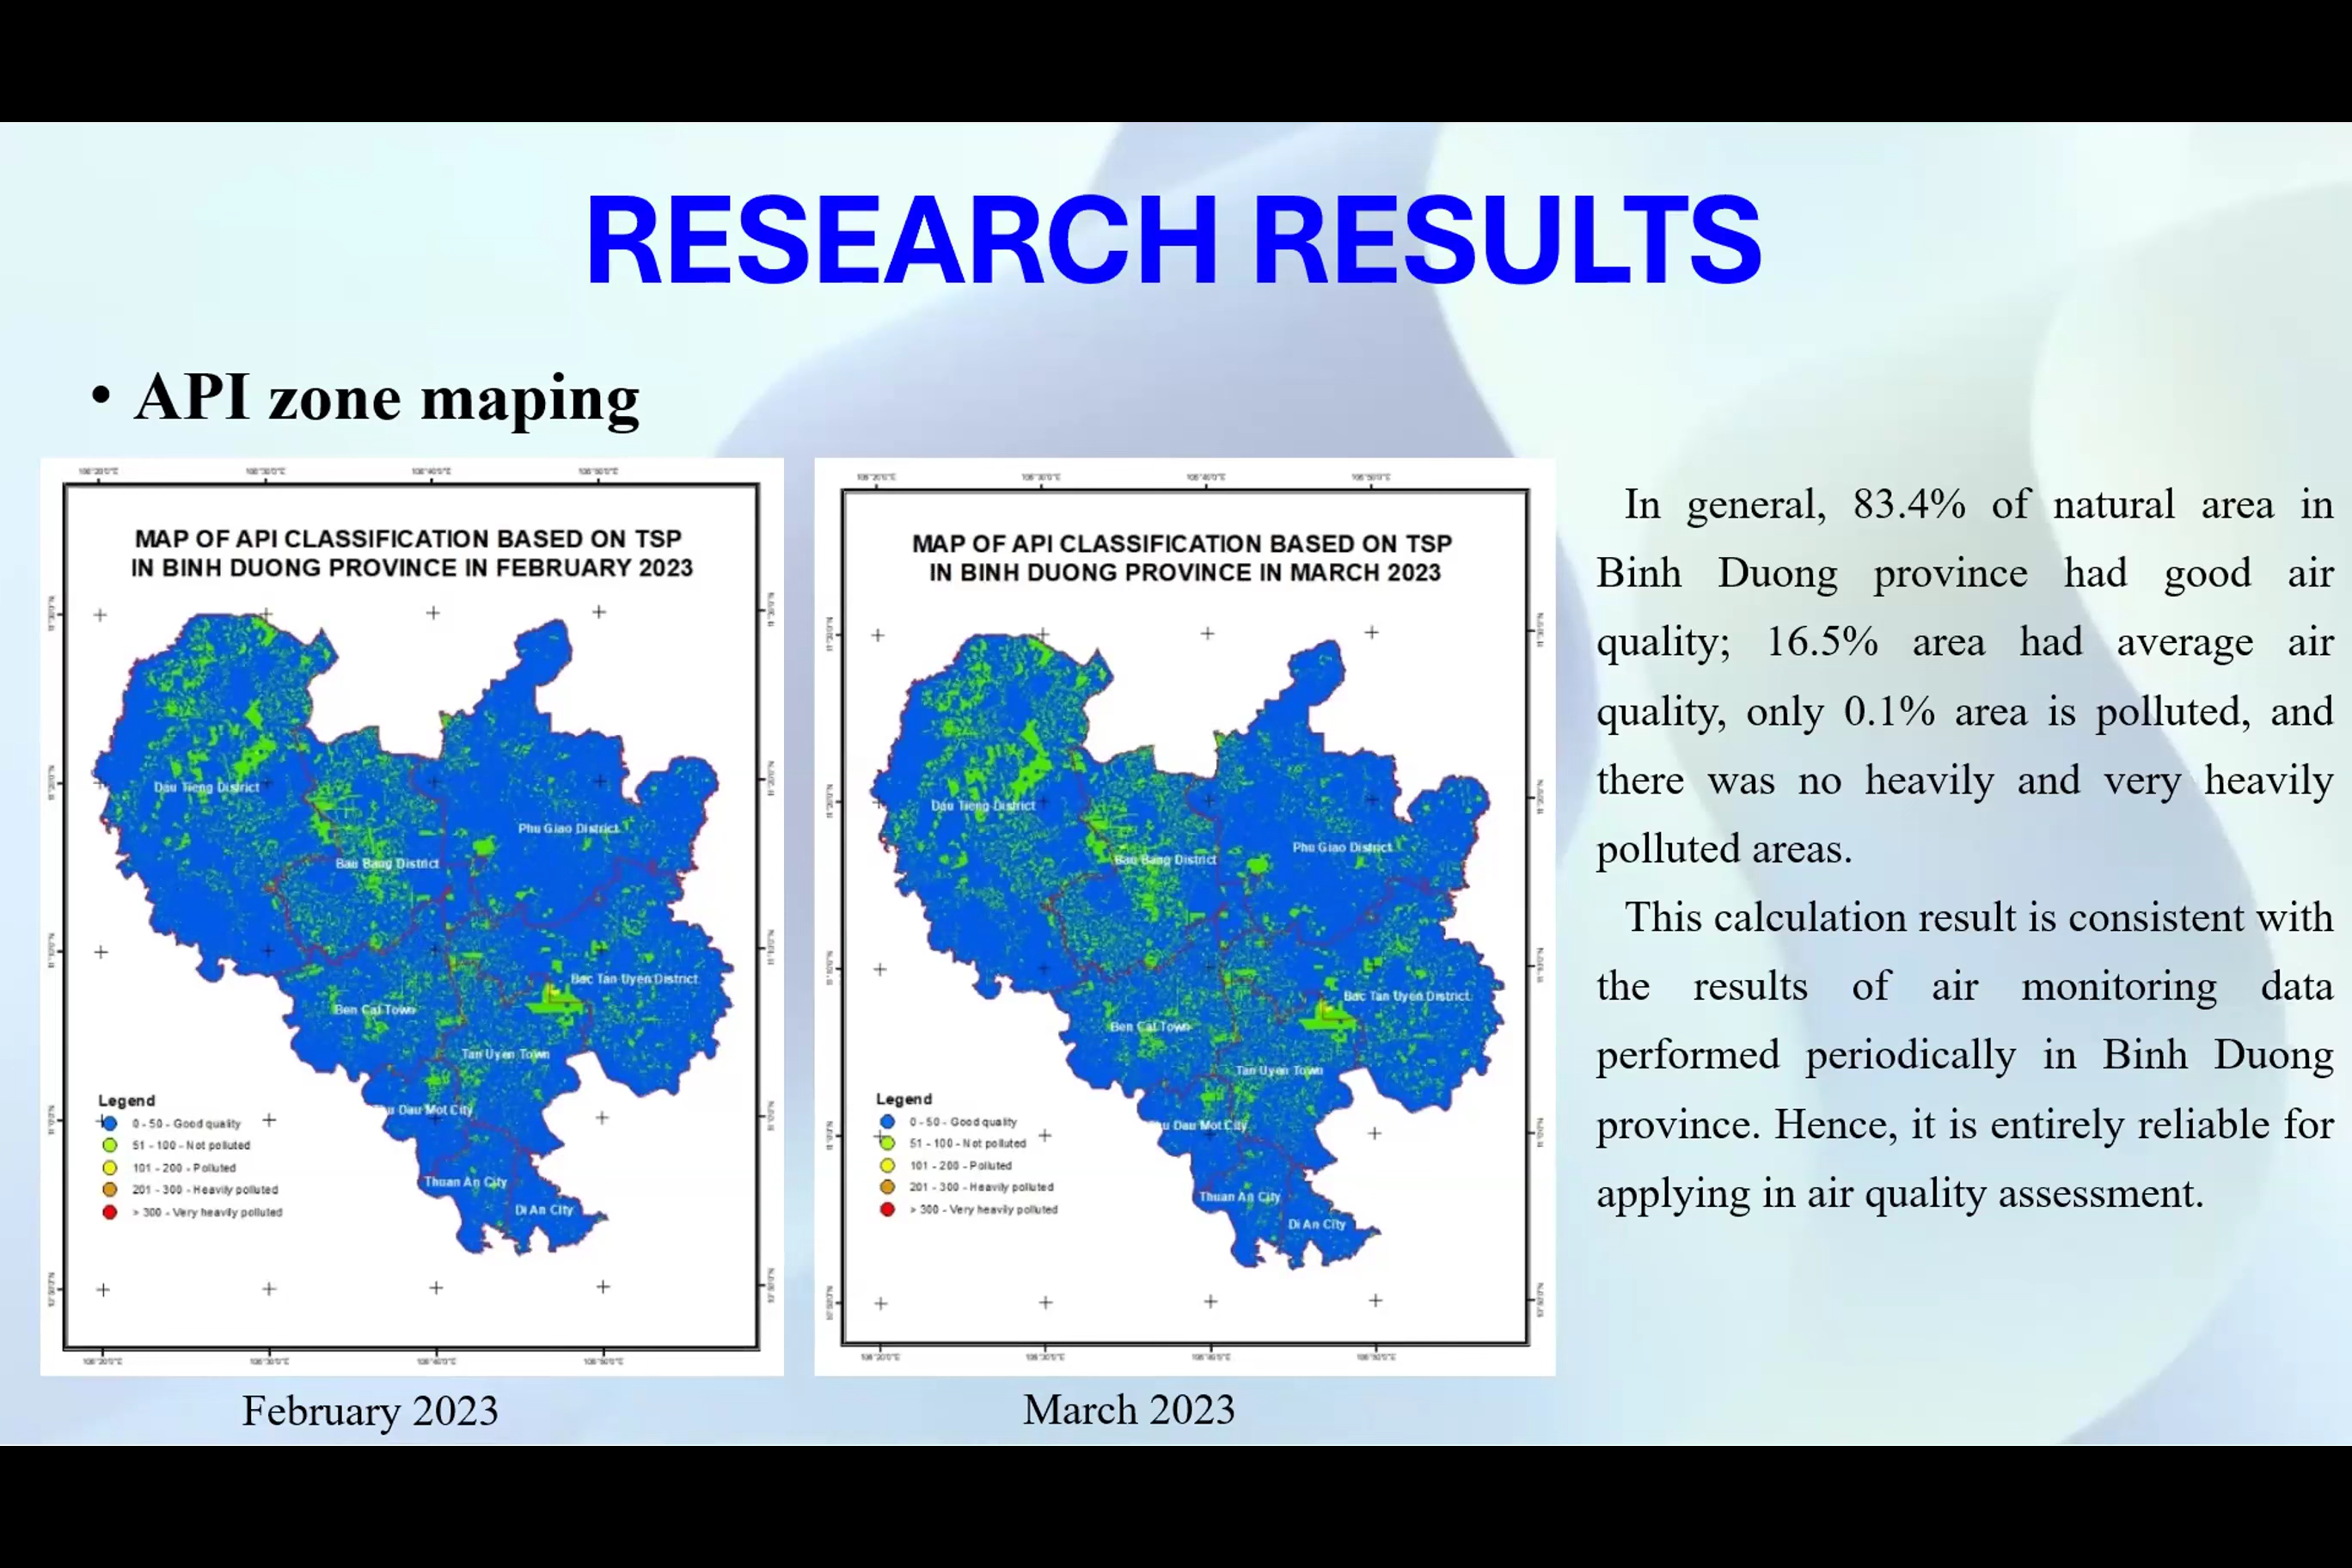 RESEARCH RESULTS
• API zone maping
MAP OF API CLASSIFICATION BASED ON TSP
IN BINH DUONG PROVINCE IN FEBRUARY 2023
Dau Tieng District
Phu Giao District
Bau Bang District
Bac Tan Uyen District
Ben Cat Town
Tan Uyen Town
Dau Mot City
Thuan An City
Di An City
Legend
0 - 50 - Good quality
51 - 100 - Not polluted
101 - 200 - Polluted
201 - 300 - Heavily polluted
> 300 - Very heavily polluted
February 2023
MAP OF API CLASSIFICATION BASED ON TSP
IN BINH DUONG PROVINCE IN MARCH 2023
Dau Tieng District
Phu Giao District
Bau Bang District
Bac Tan Uyen District
Ben Cat Town
Tan Uyen Town
Dau Mot City
Thuan An City
Di An City
Legend
0 - 50 - Good quality
51 - 100 - Not polluted
101 - 200 - Polluted
201 - 300 - Heavily polluted
> 300 - Very heavily polluted
March 2023
In general, 83.4% of natural area in
Binh Duong province had good air
quality; 16.5% area had average air
quality, only 0.1% area is polluted, and
there was no heavily and very heavily
polluted areas.
This calculation result is consistent with
the results of air monitoring data
performed periodically in Binh Duong
province. Hence, it is entirely reliable for
applying in air quality assessment.